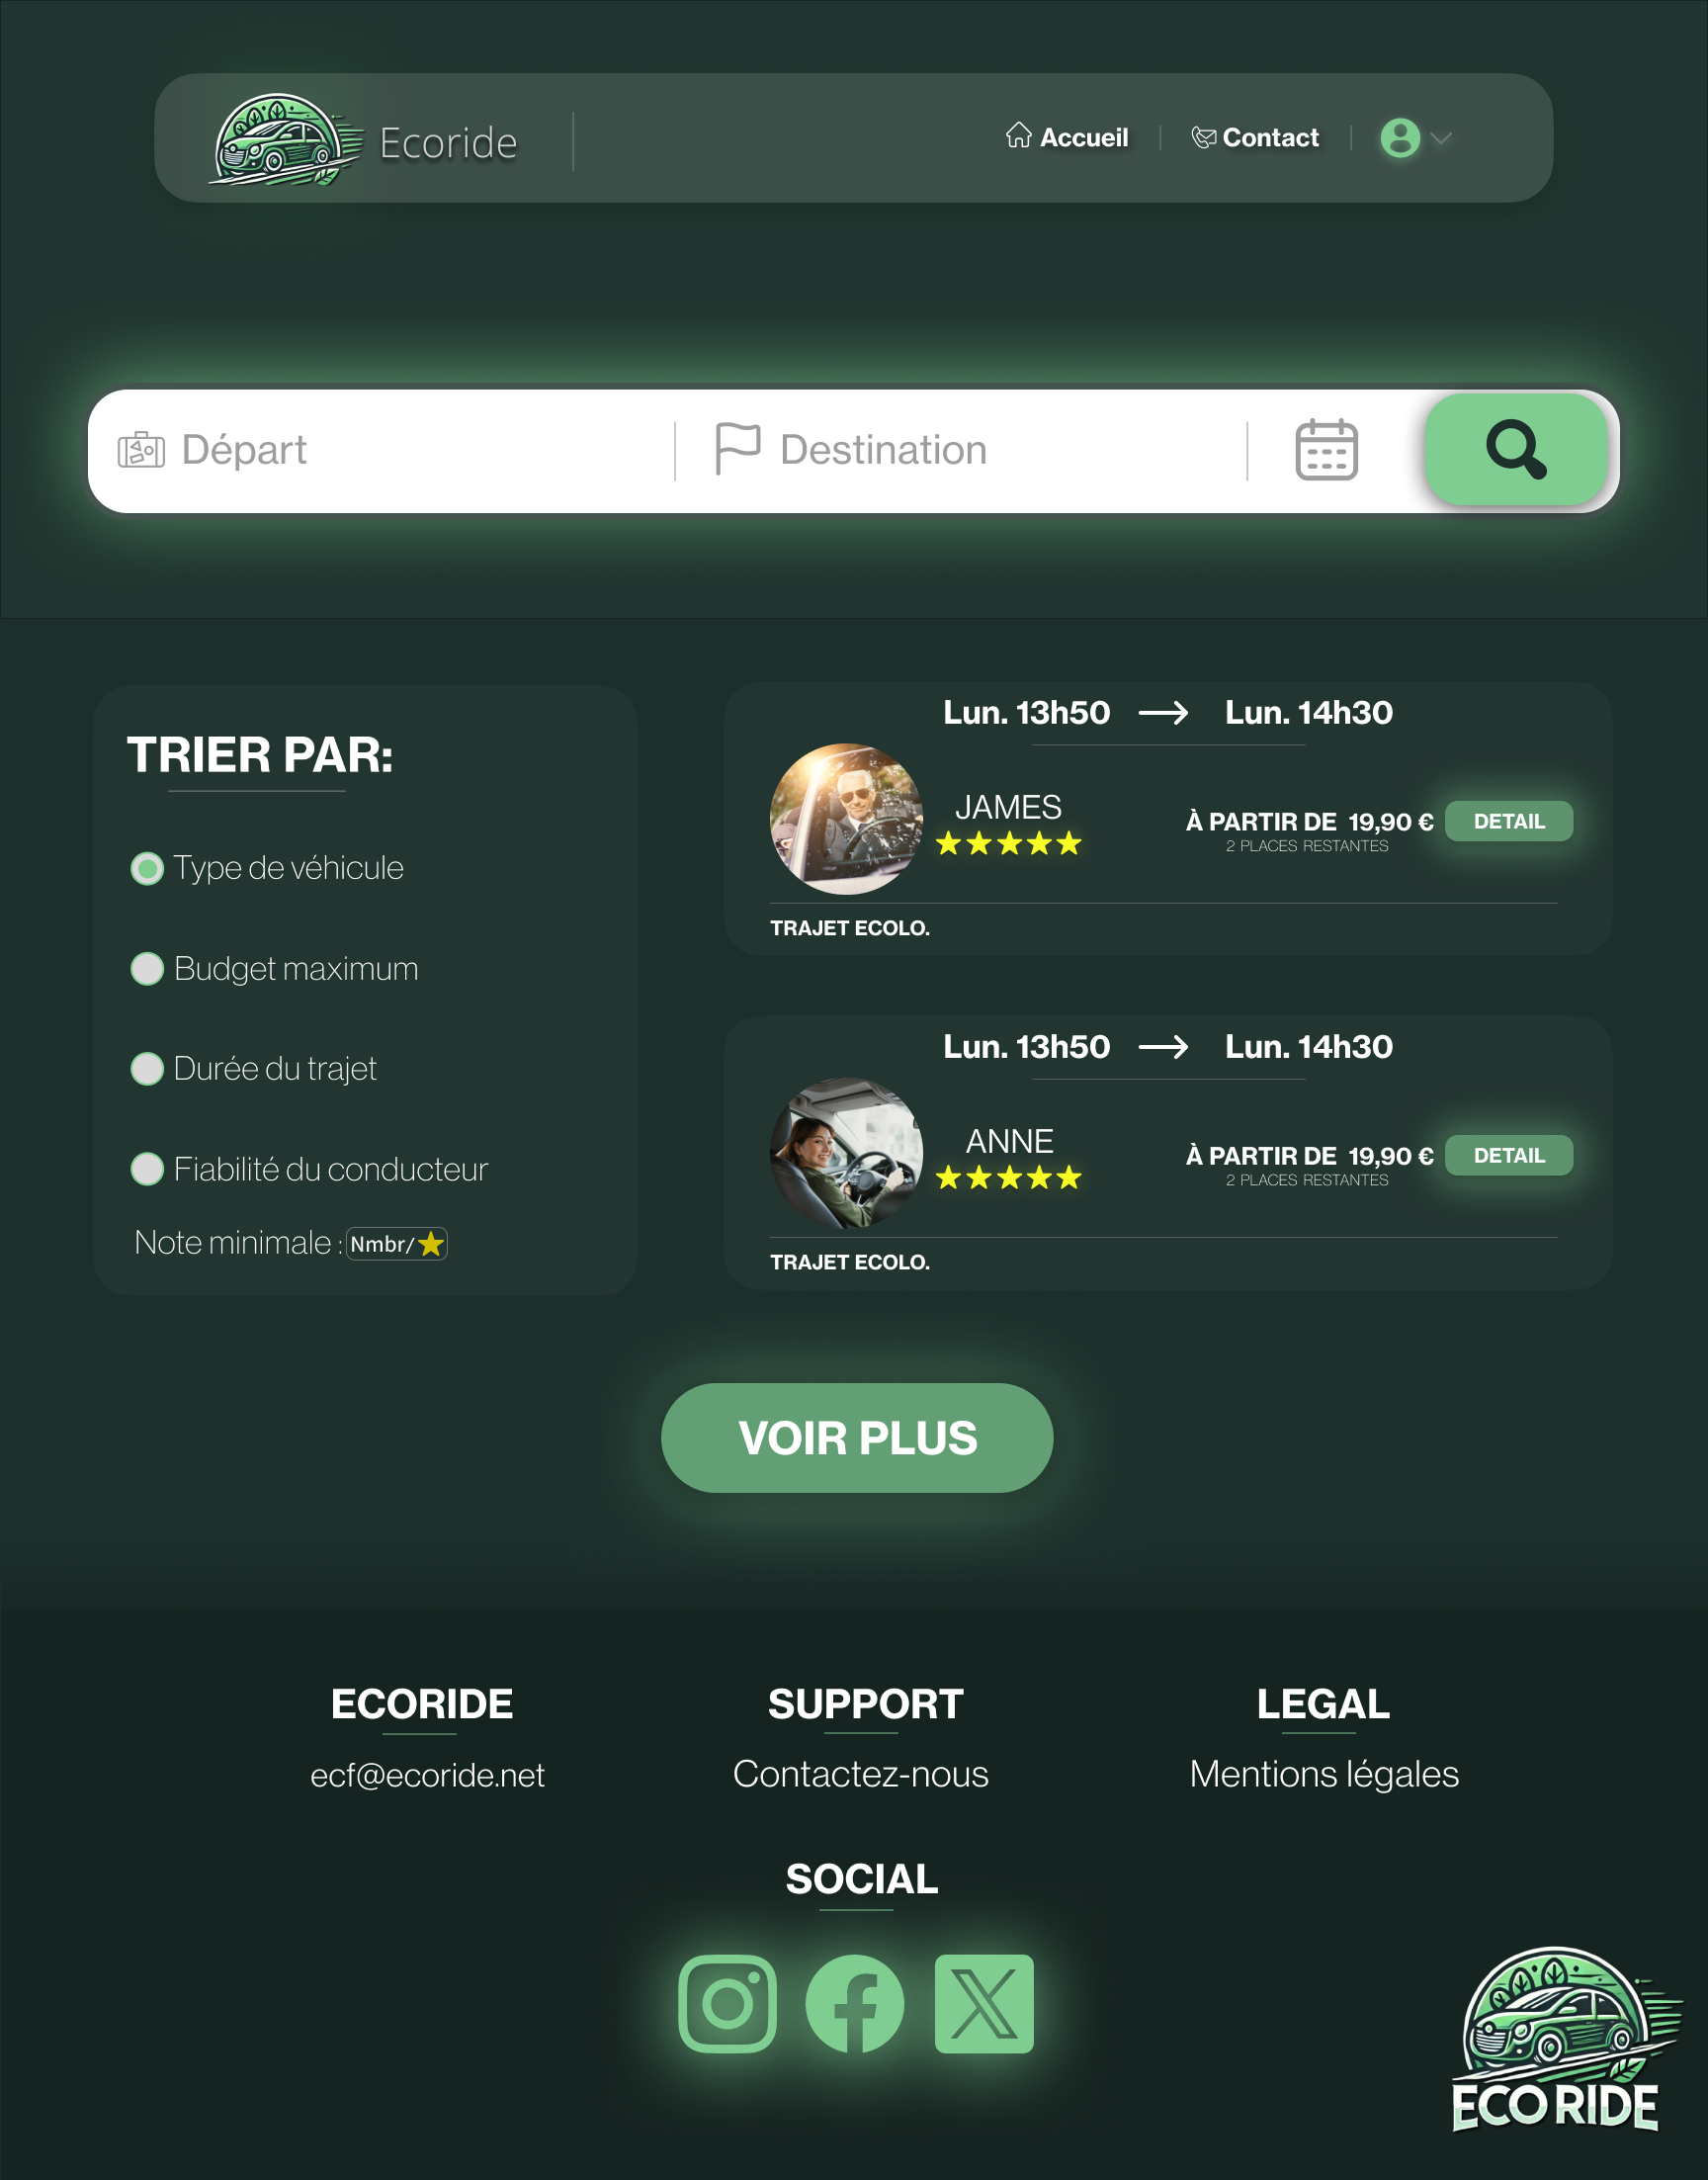 Ecoride
Accueil
Contact
Départ
Destination
TRIER PAR:
Type de véhicule
Budget maximum
Durée du trajet
Fiabilité du conducteur
Note minimale : Nmbr/
Lun. 13h50 → Lun. 14h30
JAMES
À PARTIR DE 19,90 €
2 PLACES RESTANTES
DETAIL
TRAJET ECOLO.
Lun. 13h50 → Lun. 14h30
ANNE
À PARTIR DE 19,90 €
2 PLACES RESTANTES
DETAIL
TRAJET ECOLO.
VOIR PLUS
ECORIDE
ecf@ecoride.net
SUPPORT
Contactez-nous
LEGAL
Mentions légales
SOCIAL
ECO RIDE